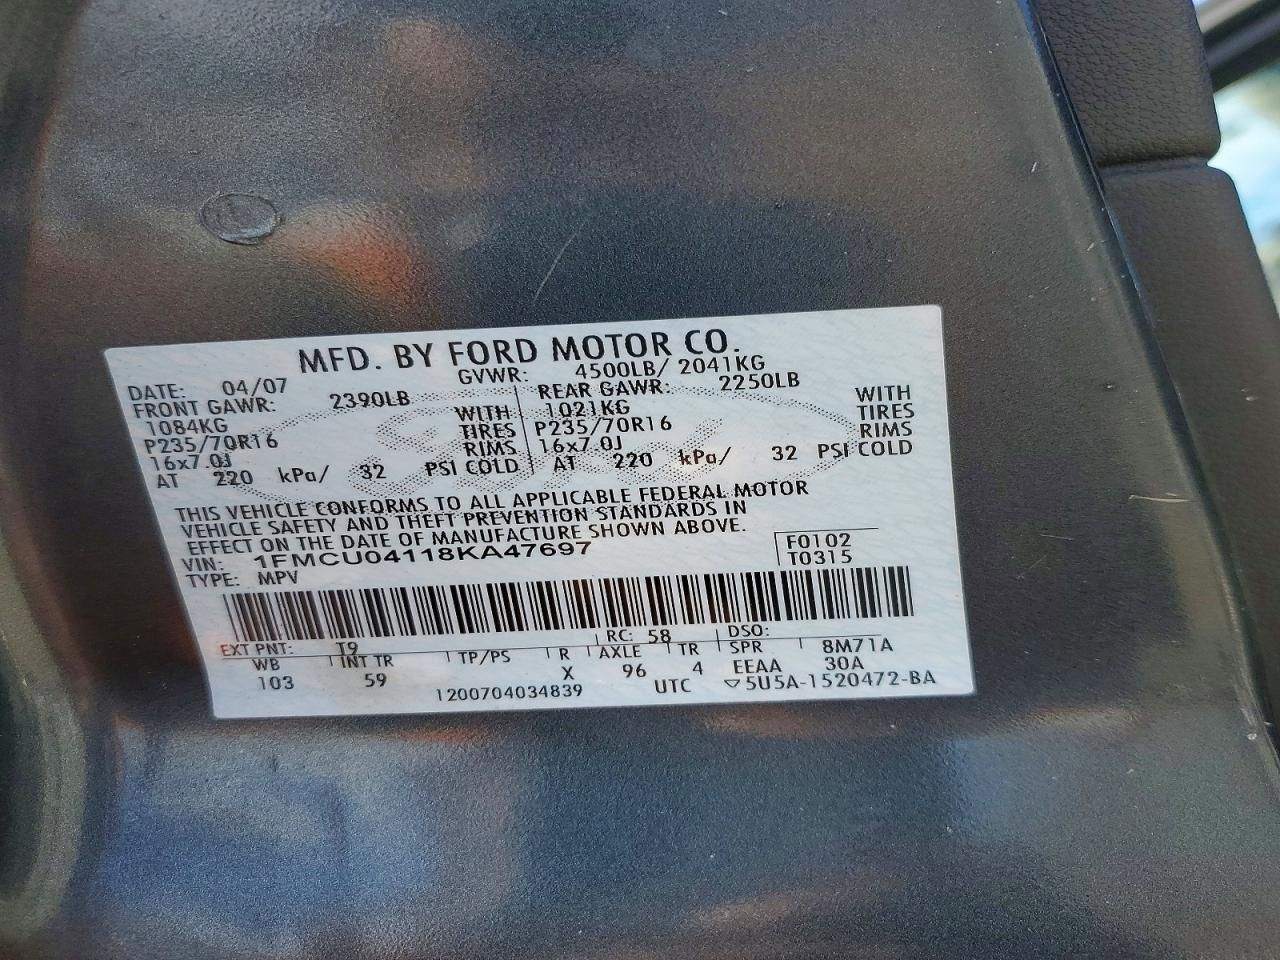 MFD. BY FORD MOTOR CO.
DATE: 04/07 GVWR: 4500LB/ 2041KG
FRONT GAWR: 2390LB REAR GAWR: 2250LB
1084KG WITH 1021KG WITH
P235/70R16 TIRES P235/70R16 TIRES
16x7.0J RIMS 16x7.0J RIMS
AT 220 kPa/ 32 PSI COLD AT 220 kPa/ 32 PSI COLD
THIS VEHICLE CONFORMS TO ALL APPLICABLE FEDERAL MOTOR
VEHICLE SAFETY AND THEFT PREVENTION STANDARDS IN
EFFECT ON THE DATE OF MANUFACTURE SHOWN ABOVE.
VIN: 1FMCU04118KA47697 F0102
TYPE: MPV T0315
EXT PNT: T9 RC: 58 DSO:
WB INT TR TP/PS R AXLE TR SPR 8M71A
103 59 X 96 4 EEAA 30A
1200704034839 UTC ▽5U5A-1520472-BA